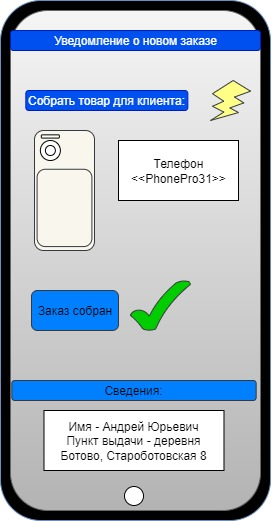 Уведомление о новом заказе
Собрать товар для клиента:
Телефон
<<PhonePro31>>
Заказ собран
Сведения:
Имя - Андрей Юрьевич
Пункт выдачи - деревня
Ботово, Староботовская 8